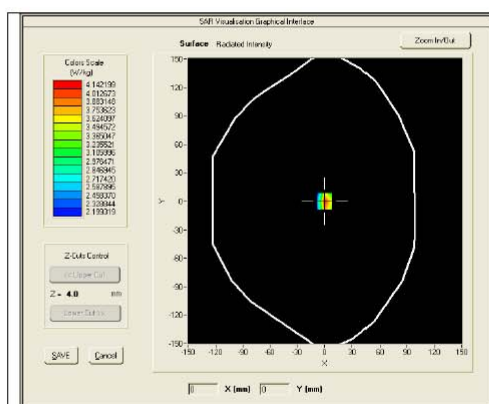 SAR Visualisation Graphical Interface
Surface Radiated Intensity
Zoom In/Out
Colors Scale
(W/kg)
4.142199
4.012673
3.883148
3.753623
3.624097
3.494572
3.365047
3.235521
3.105996
2.976471
2.846945
2.717420
2.587895
2.458370
2.328844
2.199319
150
120
90
60
30
0
-30
-60
-90
-120
-150
Y
-150 -120 -90 -60 -30 0 30 60 90 120 150
X
Z-Cuts Control
Z = 4.0 mm
SAVE Cancel
0 X (mm) 0 Y (mm)